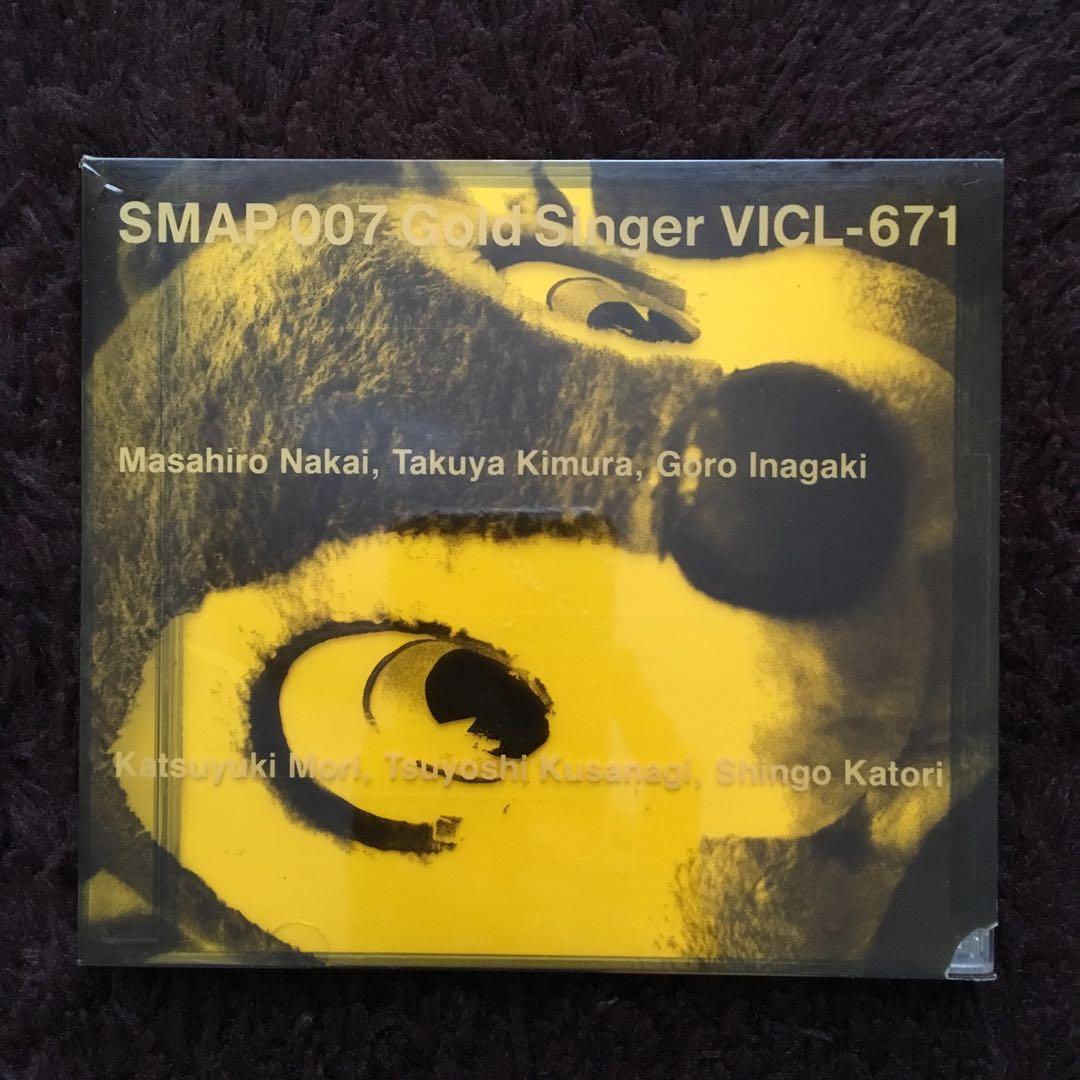 SMAP 007 Gold Singer VICL-671
Masahiro Nakai, Takuya Kimura, Goro Inagaki
Katsuyuki Mori, Tsuyoshi Kusanagi, Shingo Katori